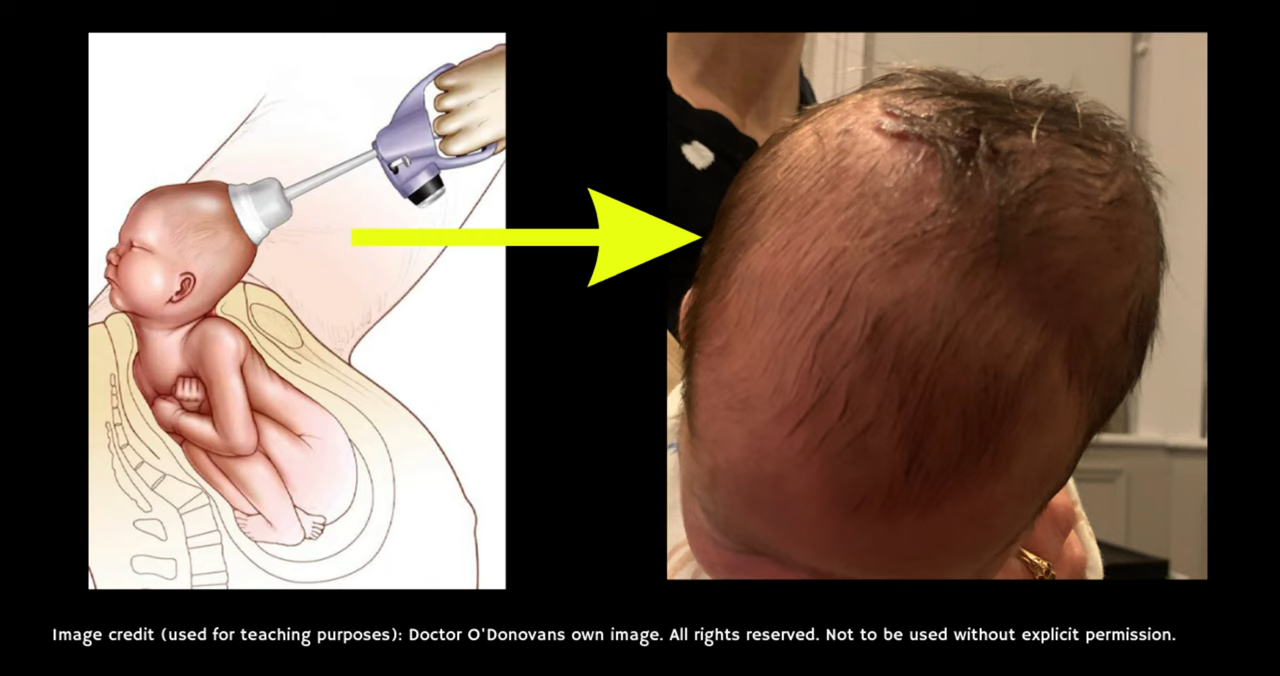 Image credit (used for teaching purposes): Doctor O'Donovans own image. All rights reserved. Not to be used without explicit permission.